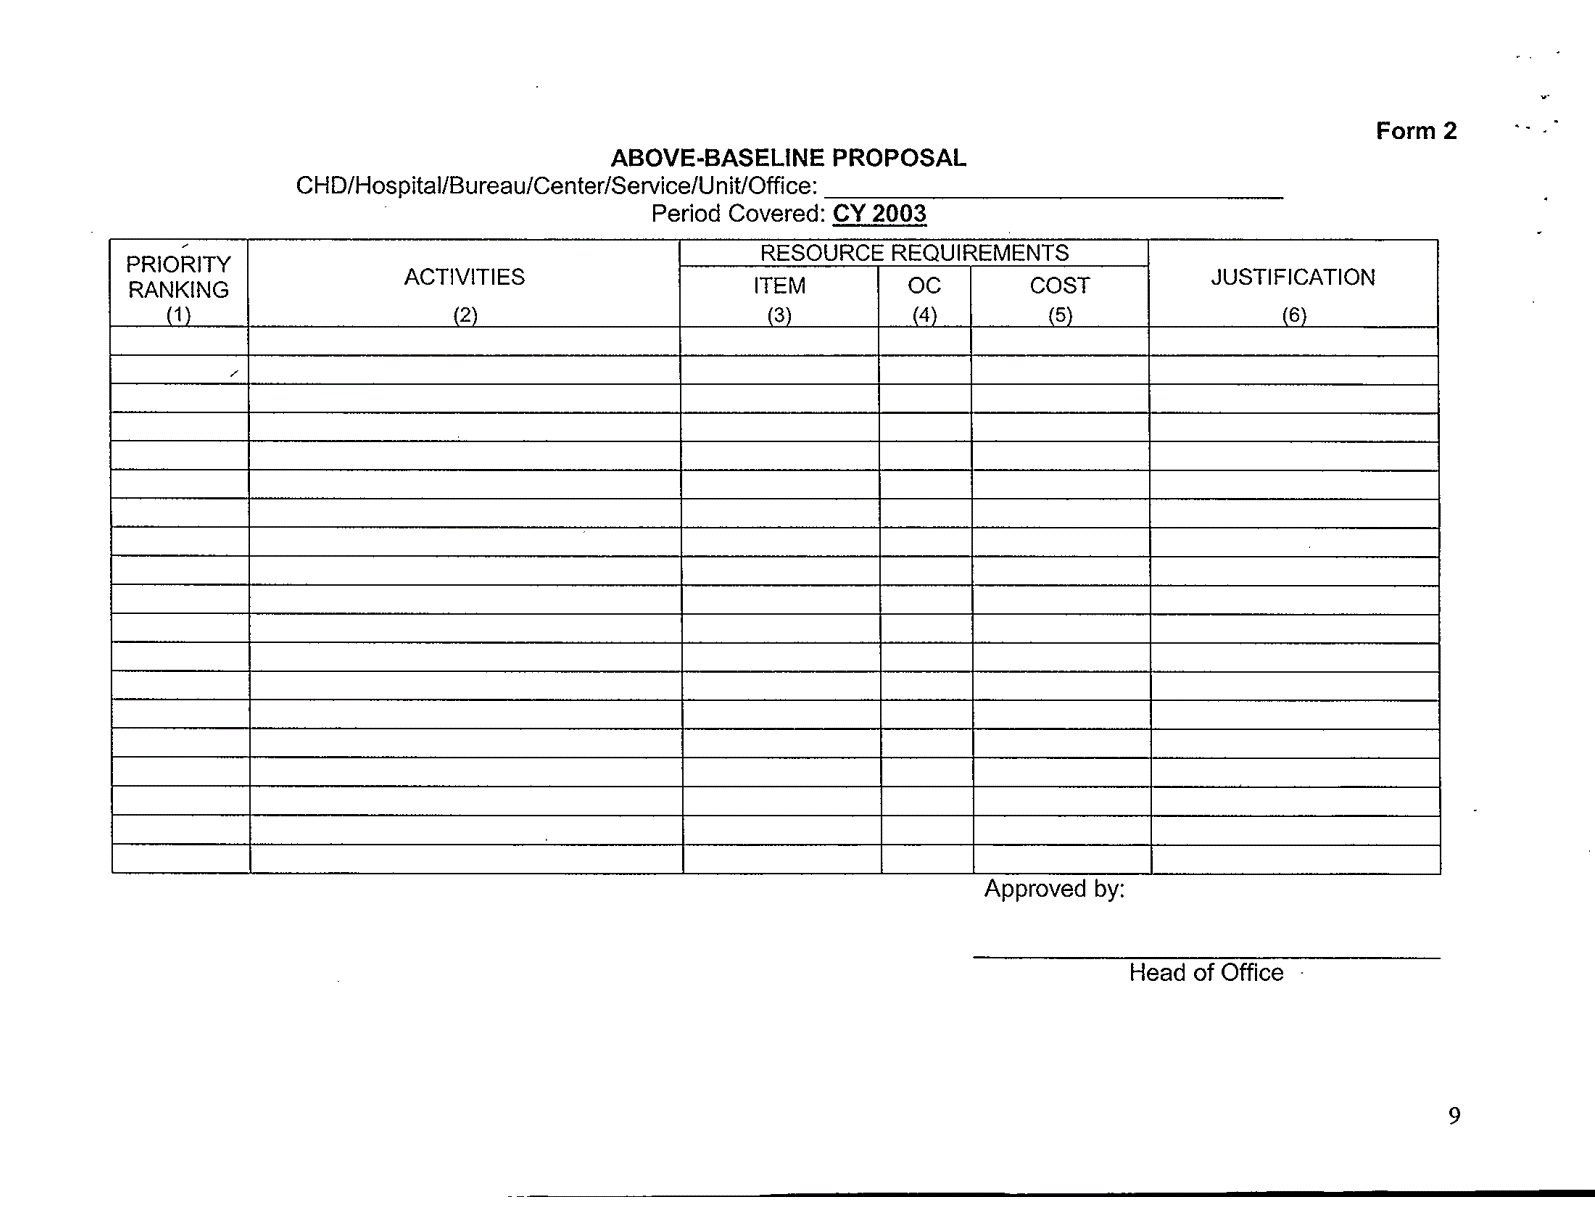 Form 2
ABOVE-BASELINE PROPOSAL
CHD/Hospital/Bureau/Center/Service/Unit/Office:
Period Covered: CY 2003
PRIORITY RANKING (1)
ACTIVITIES (2)
RESOURCE REQUIREMENTS
ITEM (3)
OC (4)
COST (5)
JUSTIFICATION (6)
Approved by:
Head of Office
9